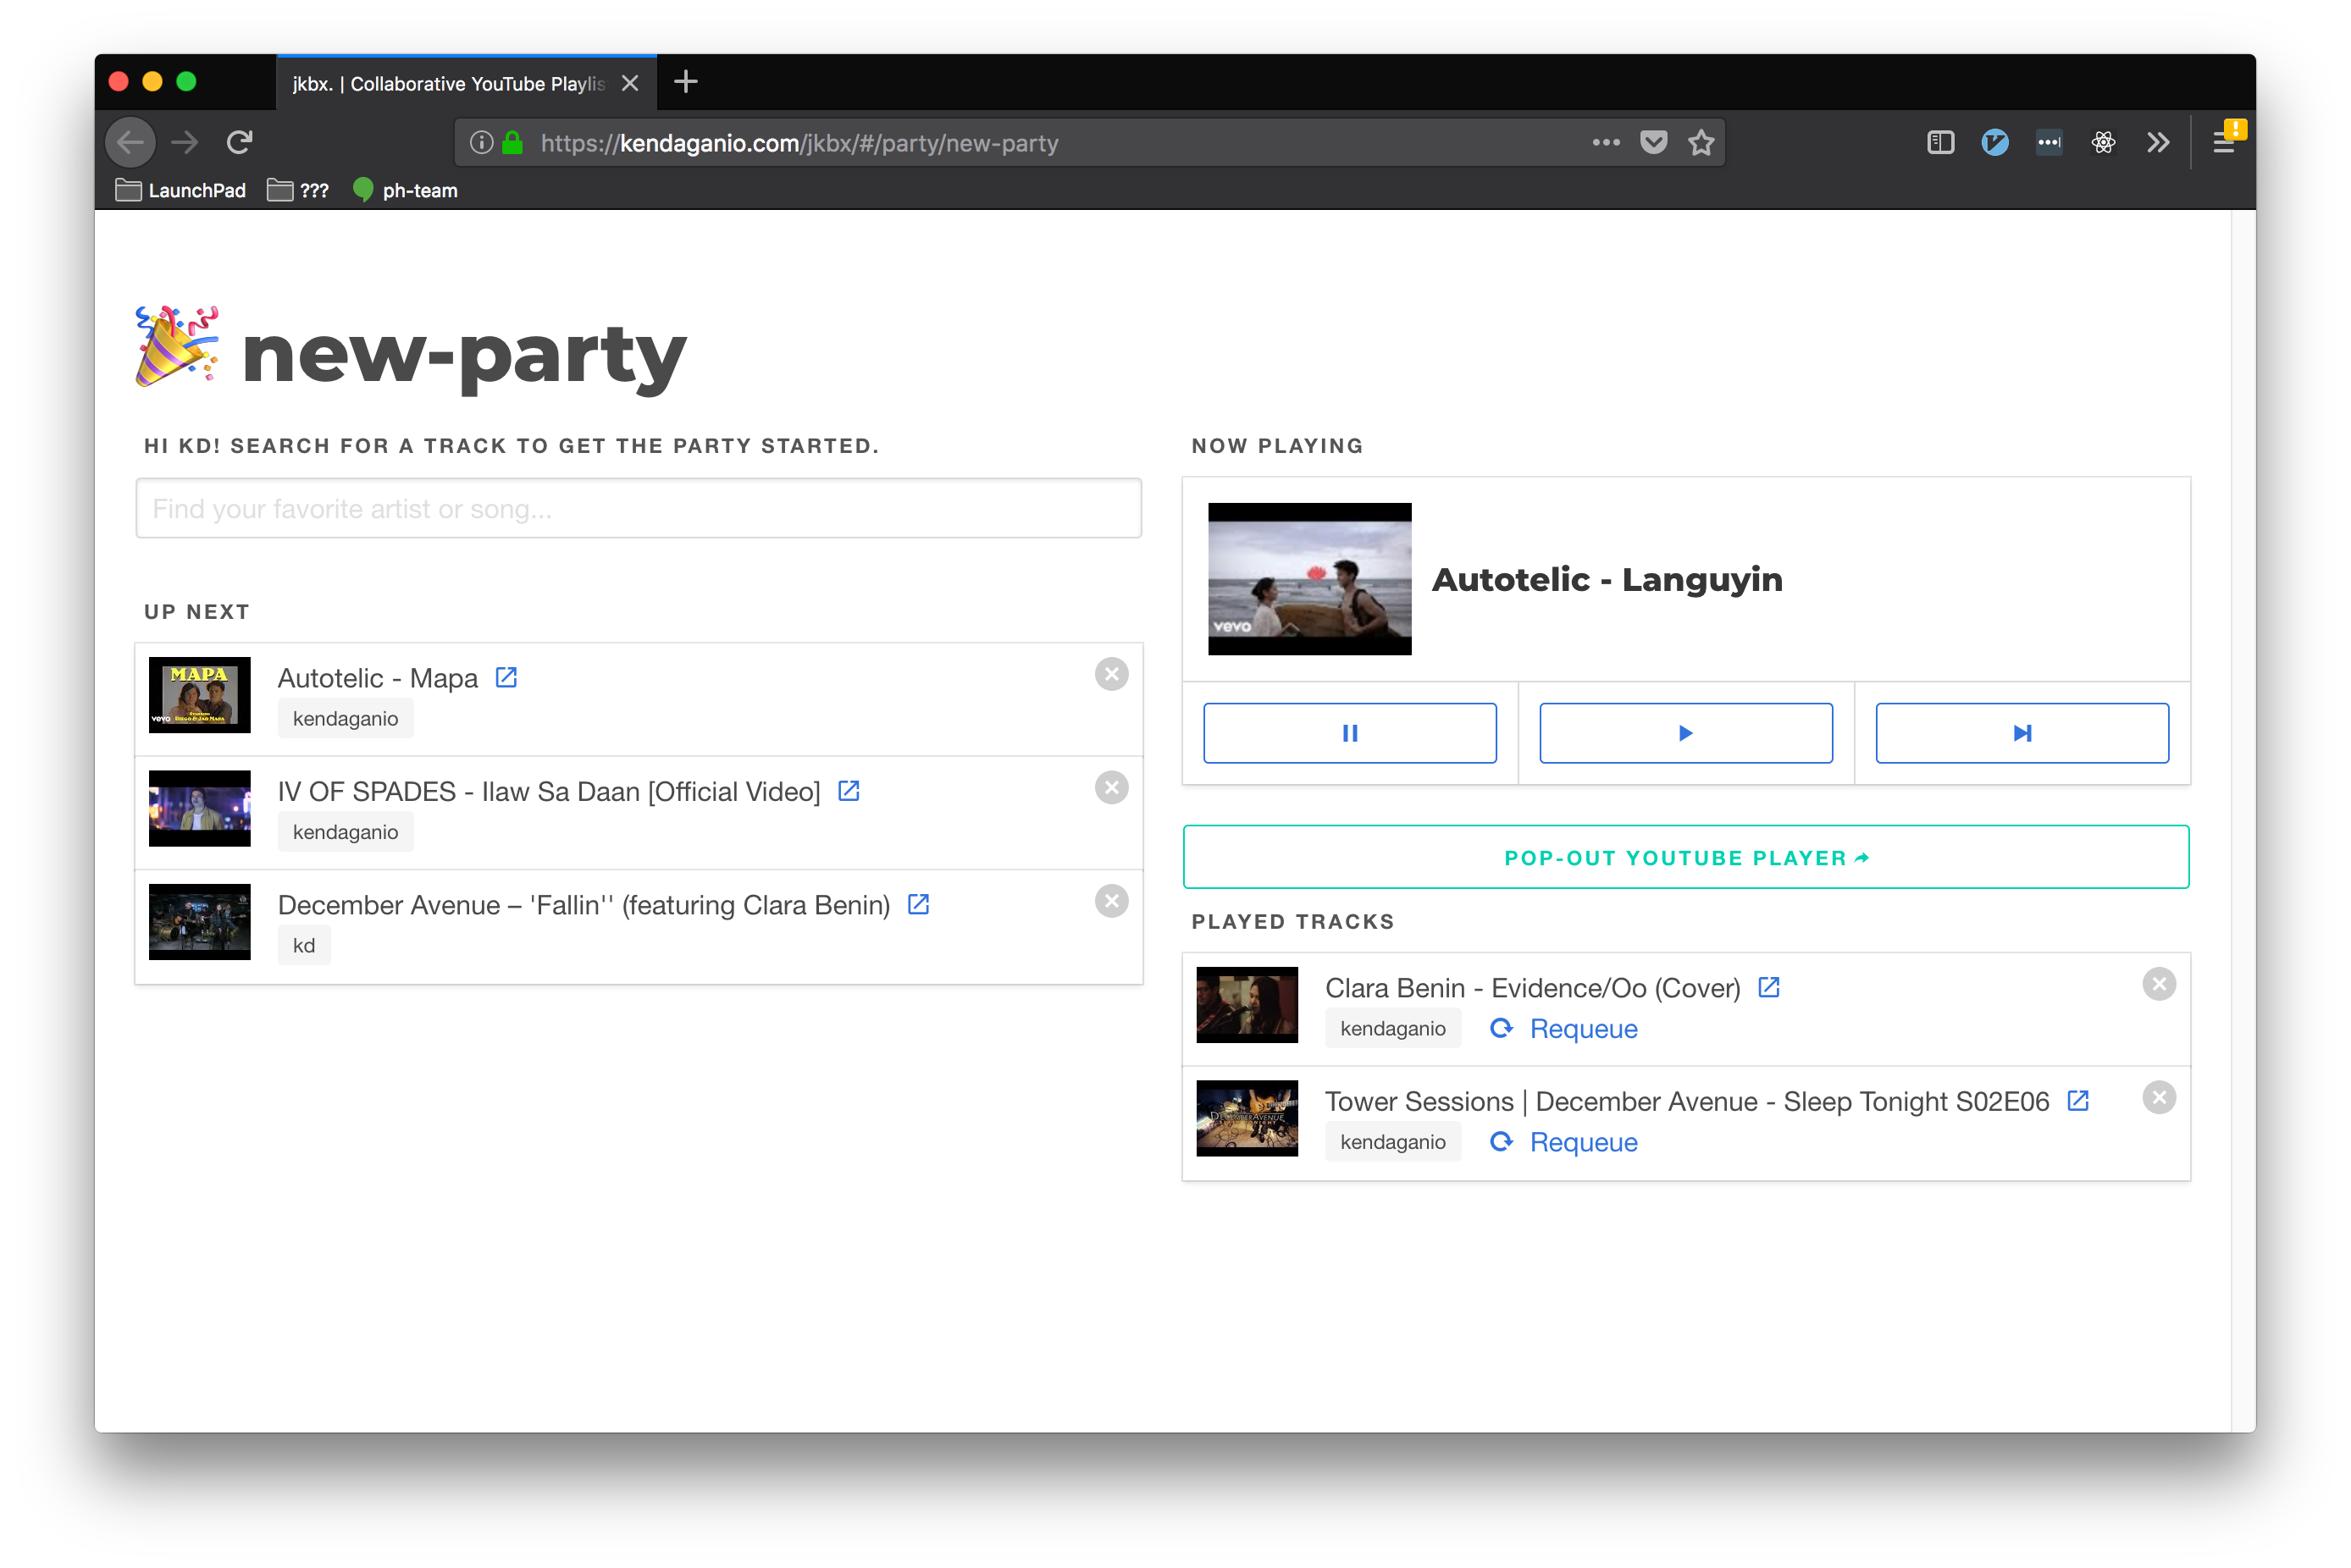 jkbx. | Collaborative YouTube Playlis
https://kendaganio.com/jkbx/#/party/new-party
LaunchPad
???
ph-team
new-party
HI KD! SEARCH FOR A TRACK TO GET THE PARTY STARTED.
Find your favorite artist or song...
UP NEXT
MAPA
vevo
Autotelic - Mapa
kendaganio
IV OF SPADES - Ilaw Sa Daan [Official Video]
kendaganio
December Avenue – 'Fallin'' (featuring Clara Benin)
kd
NOW PLAYING
vevo
Autotelic - Languyin
POP-OUT YOUTUBE PLAYER
PLAYED TRACKS
Clara Benin - Evidence/Oo (Cover)
kendaganio
Requeue
DECEMBER AVENUE
Tower Sessions | December Avenue - Sleep Tonight S02E06
kendaganio
Requeue